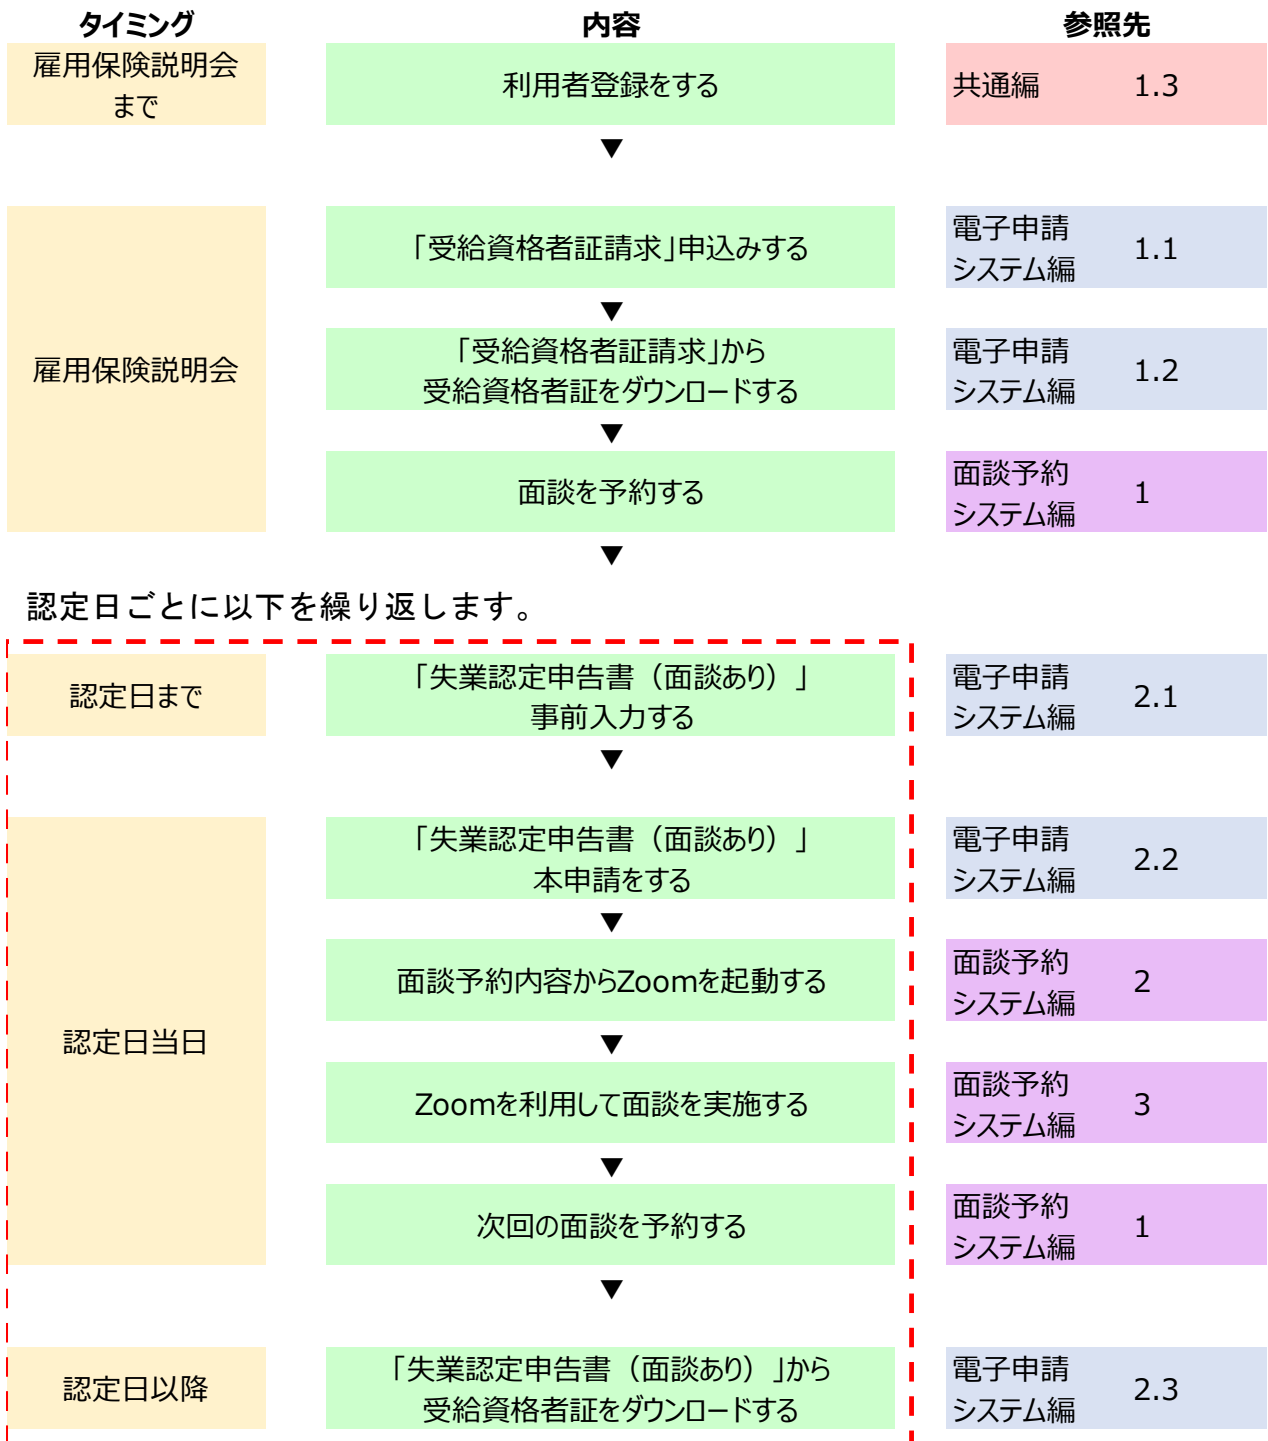 タイミング 内容 参照先
雇用保険説明会
まで
利用者登録をする
共通編 1.3
▼
雇用保険説明会
「受給資格者証請求」申込みする
電子申請
システム編
1.1
▼
「受給資格者証請求」から
受給資格者証をダウンロードする
電子申請
システム編
1.2
▼
面談を予約する
面談予約
システム編
1
▼
認定日ごとに以下を繰り返します。
認定日まで
「失業認定申告書（面談あり）」
事前入力する
電子申請
システム編
2.1
▼
認定日当日
「失業認定申告書（面談あり）」
本申請をする
電子申請
システム編
2.2
▼
面談予約内容からZoomを起動する
面談予約
システム編
2
▼
Zoomを利用して面談を実施する
面談予約
システム編
3
▼
次回の面談を予約する
面談予約
システム編
1
▼
認定日以降
「失業認定申告書（面談あり）」から
受給資格者証をダウンロードする
電子申請
システム編
2.3